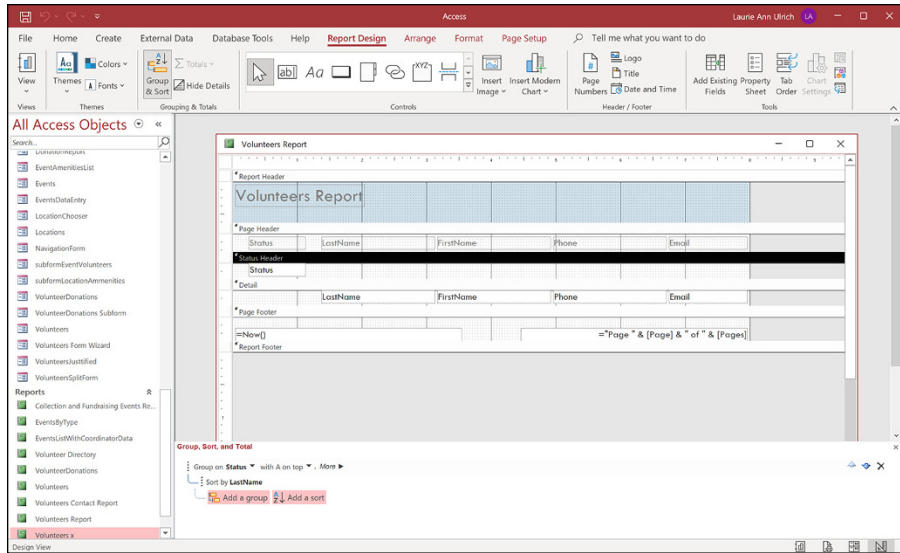 Access
Laurie Ann Ulrich LA
File Home Create External Data Database Tools Help Report Design Arrange Format Page Setup Tell me what you want to do
View
Views
Aa Themes
Colors
A Fonts
Themes
Group & Sort
Totals
Hide Details
Grouping & Totals
ab| Aa XYZ
Controls
Insert Image
Insert Modern Chart
Page Numbers
Logo
Title
Date and Time
Header / Footer
Add Existing Fields
Property Sheet
Tab Order
Chart Settings
Tools
All Access Objects
Search...
DonationReport
EventAmenitiesList
Events
EventsDataEntry
LocationChooser
Locations
NavigationForm
subformEventVolunteers
subformLocationAmmenities
VolunteerDonations
VolunteerDonations Subform
Volunteers
Volunteers Form Wizard
VolunteersJusttified
VolunteersSplitForm
Reports
Collection and Fundraising Events Re...
EventsByType
EventsListWithCoordinatorData
Volunteer Directory
VolunteerDonations
Volunteers
Volunteers Contact Report
Volunteers Report
Volunteers x
Volunteers Report
Report Header
Volunteers Report
Page Header
Status LastName FirstName Phone Email
Status Header
Status
Detail
LastName FirstName Phone Email
Page Footer
=Now() ="Page " & [Page] & " of " & [Pages]
Report Footer
Group, Sort, and Total
Group on Status with A on top , More
Sort by LastName
Add a group Add a sort
Design View